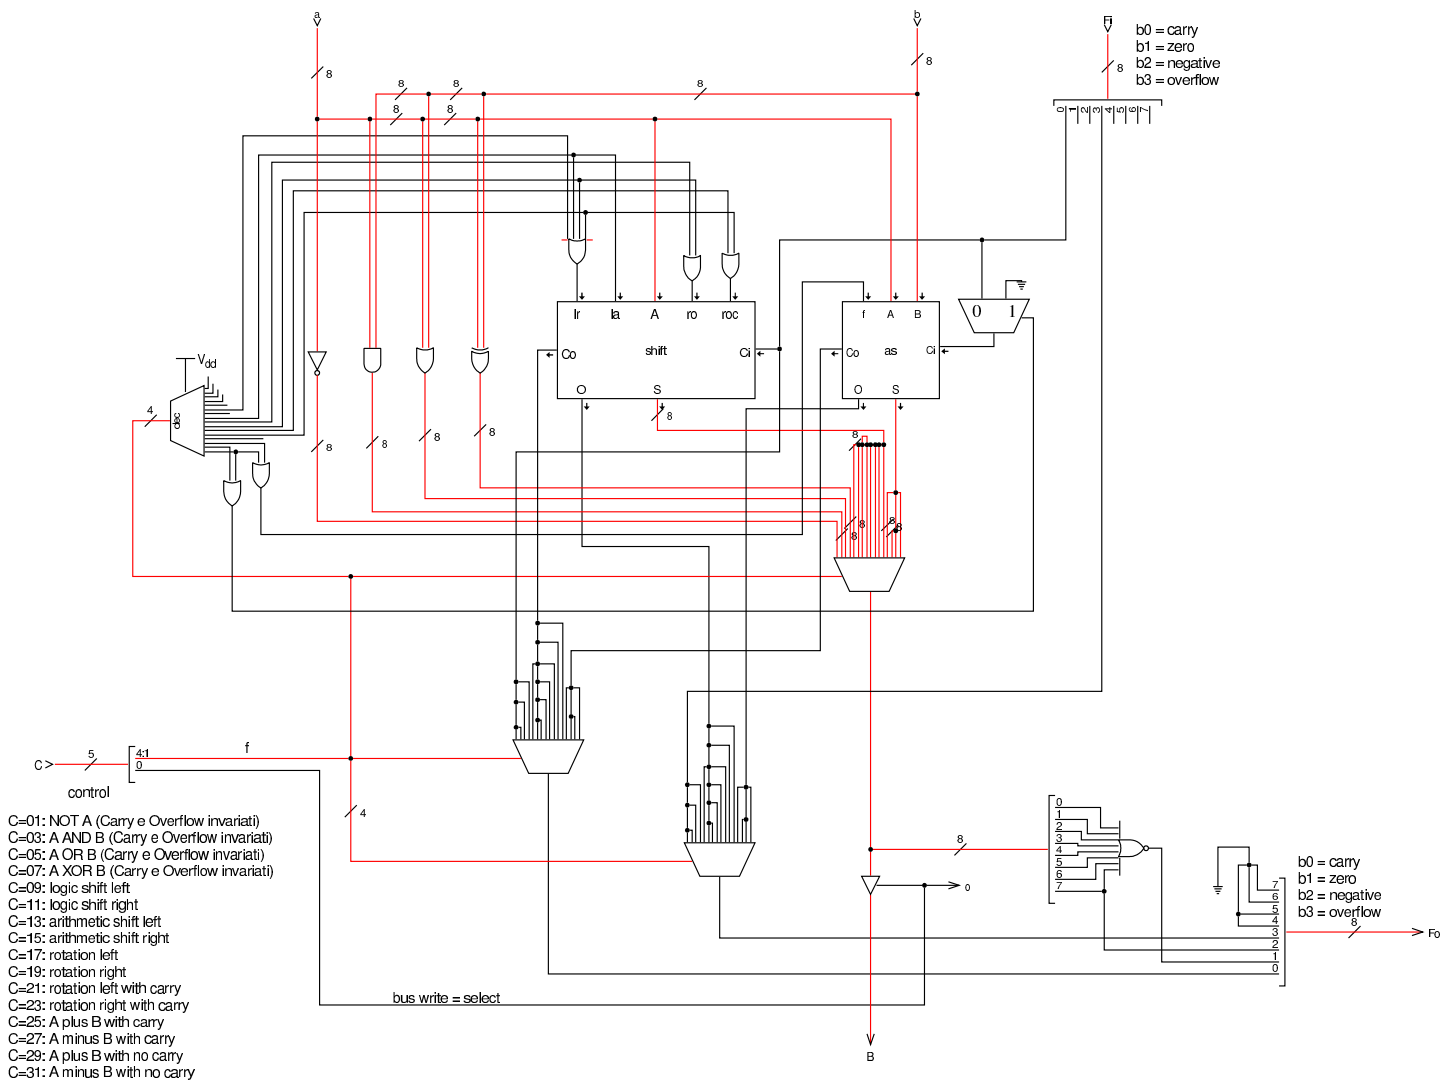 a
b
Fi
b0 = carry
b1 = zero
b2 = negative
b3 = overflow
8
8
8
8
8
8
8
8
0 1 2 3 4 5 6 7
lr la A ro roc
Co shift Ci
O S
f A B
Co as Ci
O S
0 1
Vdd
dec
4
8
8
8
8
8
8
8
8
8
8
C
5
4:1
0
f
control
4
C=01: NOT A (Carry e Overflow invariati)
C=03: A AND B (Carry e Overflow invariati)
C=05: A OR B (Carry e Overflow invariati)
C=07: A XOR B (Carry e Overflow invariati)
C=09: logic shift left
C=11: logic shift right
C=13: arithmetic shift left
C=15: arithmetic shift right
C=17: rotation left
C=19: rotation right
C=21: rotation left with carry
C=23: rotation right with carry
C=25: A plus B with carry
C=27: A minus B with carry
C=29: A plus B with no carry
C=31: A minus B with no carry
bus write = select
8
0
1
2
3
4
5
6
7
o
B
b0 = carry
b1 = zero
b2 = negative
b3 = overflow
7
6
5
4
3
2
1
0
8
Fo